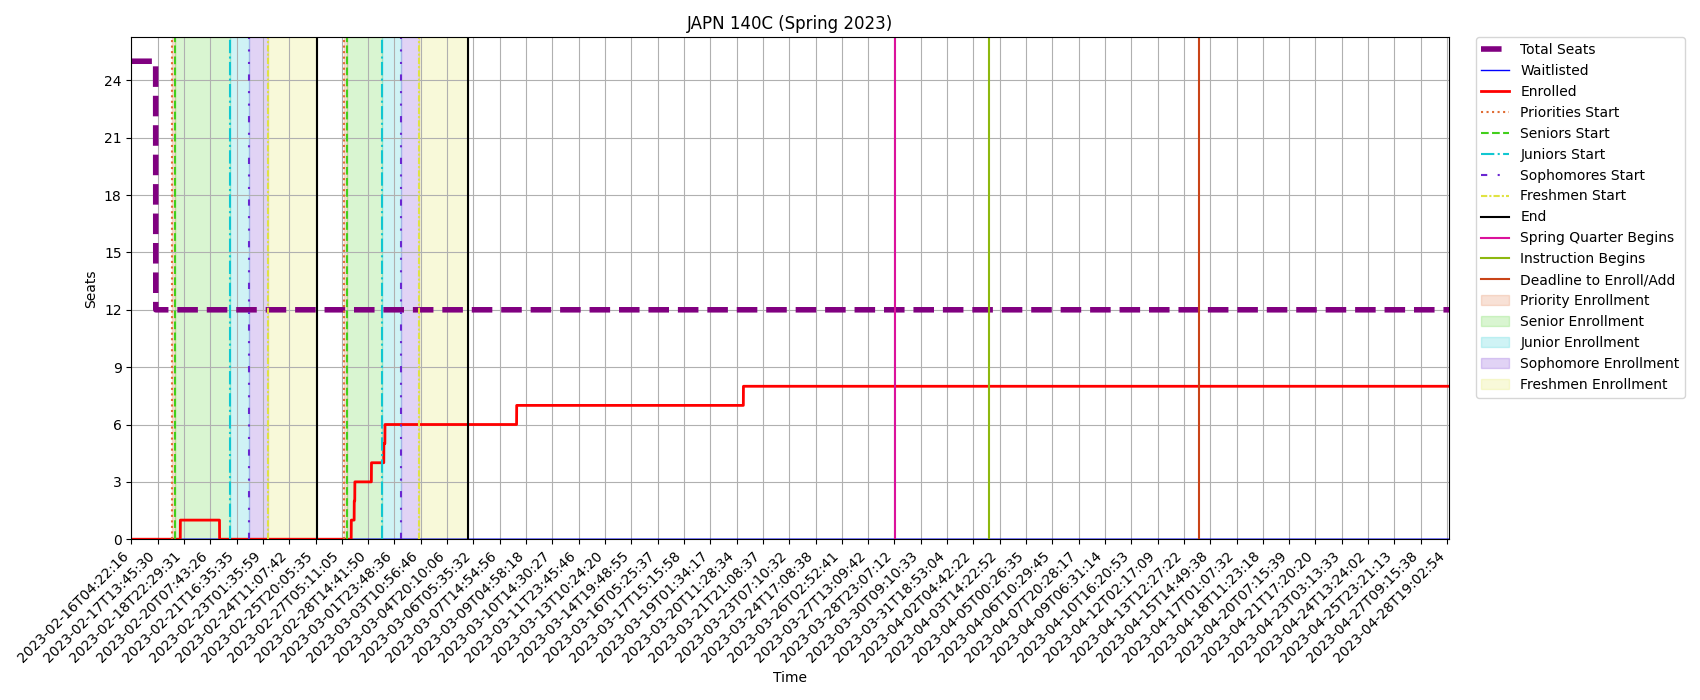 JAPN 140C (Spring 2023)
Seats
24
21
18
15
12
9
6
3
0
2023-02-16T04:22:16
2023-02-17T13:45:30
2023-02-18T22:29:31
2023-02-20T07:43:26
2023-02-21T16:35:35
2023-02-23T01:35:59
2023-02-24T11:07:42
2023-02-25T20:05:35
2023-02-27T05:11:05
2023-02-28T14:41:50
2023-03-01T23:48:36
2023-03-03T10:56:46
2023-03-04T20:10:06
2023-03-06T05:35:32
2023-03-07T14:54:56
2023-03-09T04:58:18
2023-03-10T14:30:27
2023-03-11T23:45:46
2023-03-13T10:24:20
2023-03-14T19:48:55
2023-03-16T05:25:37
2023-03-17T15:15:58
2023-03-19T01:34:17
2023-03-20T11:28:34
2023-03-21T21:08:37
2023-03-23T07:10:32
2023-03-24T17:08:38
2023-03-26T02:52:41
2023-03-27T13:09:42
2023-03-28T23:07:12
2023-03-30T09:10:33
2023-03-31T18:53:04
2023-04-02T04:42:22
2023-04-03T14:22:52
2023-04-05T00:26:35
2023-04-06T10:29:45
2023-04-07T20:28:17
2023-04-09T06:31:14
2023-04-10T16:20:53
2023-04-12T02:17:09
2023-04-13T12:27:22
2023-04-15T14:49:38
2023-04-17T01:07:32
2023-04-18T11:23:18
2023-04-20T07:15:39
2023-04-21T17:20:20
2023-04-23T03:13:33
2023-04-24T13:24:02
2023-04-25T23:21:13
2023-04-27T09:15:38
2023-04-28T19:02:54
Time
Total Seats
Waitlisted
Enrolled
Priorities Start
Seniors Start
Juniors Start
Sophomores Start
Freshmen Start
End
Spring Quarter Begins
Instruction Begins
Deadline to Enroll/Add
Priority Enrollment
Senior Enrollment
Junior Enrollment
Sophomore Enrollment
Freshmen Enrollment